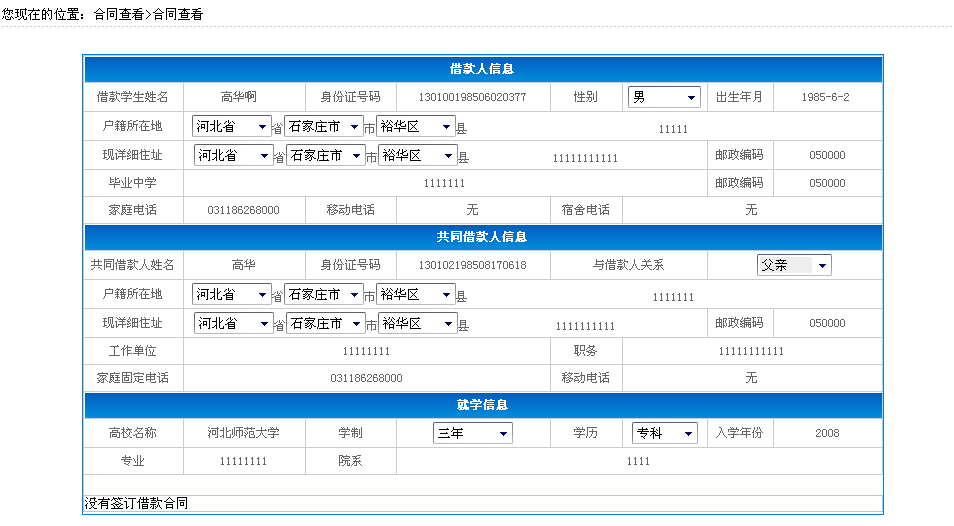 您现在的位置：合同查看>合同查看
借款人信息
借款学生姓名 高华啊 身份证号码 130100198506020377 性别 男 出生年月 1985-6-2
户籍所在地 河北省 省 石家庄市 市 裕华区 县 11111
现详细住址 河北省 省 石家庄市 市 裕华区 县 11111111111 邮政编码 050000
毕业中学 1111111 邮政编码 050000
家庭电话 031186268000 移动电话 无 宿舍电话 无
共同借款人信息
共同借款人姓名 高华 身份证号码 130102198508170618 与借款人关系 父亲
户籍所在地 河北省 省 石家庄市 市 裕华区 县 1111111
现详细住址 河北省 省 石家庄市 市 裕华区 县 1111111111 邮政编码 050000
工作单位 11111111 职务 11111111111
家庭固定电话 031186268000 移动电话 无
就学信息
高校名称 河北师范大学 学制 三年 学历 专科 入学年份 2008
专业 11111111 院系 1111
没有签订借款合同